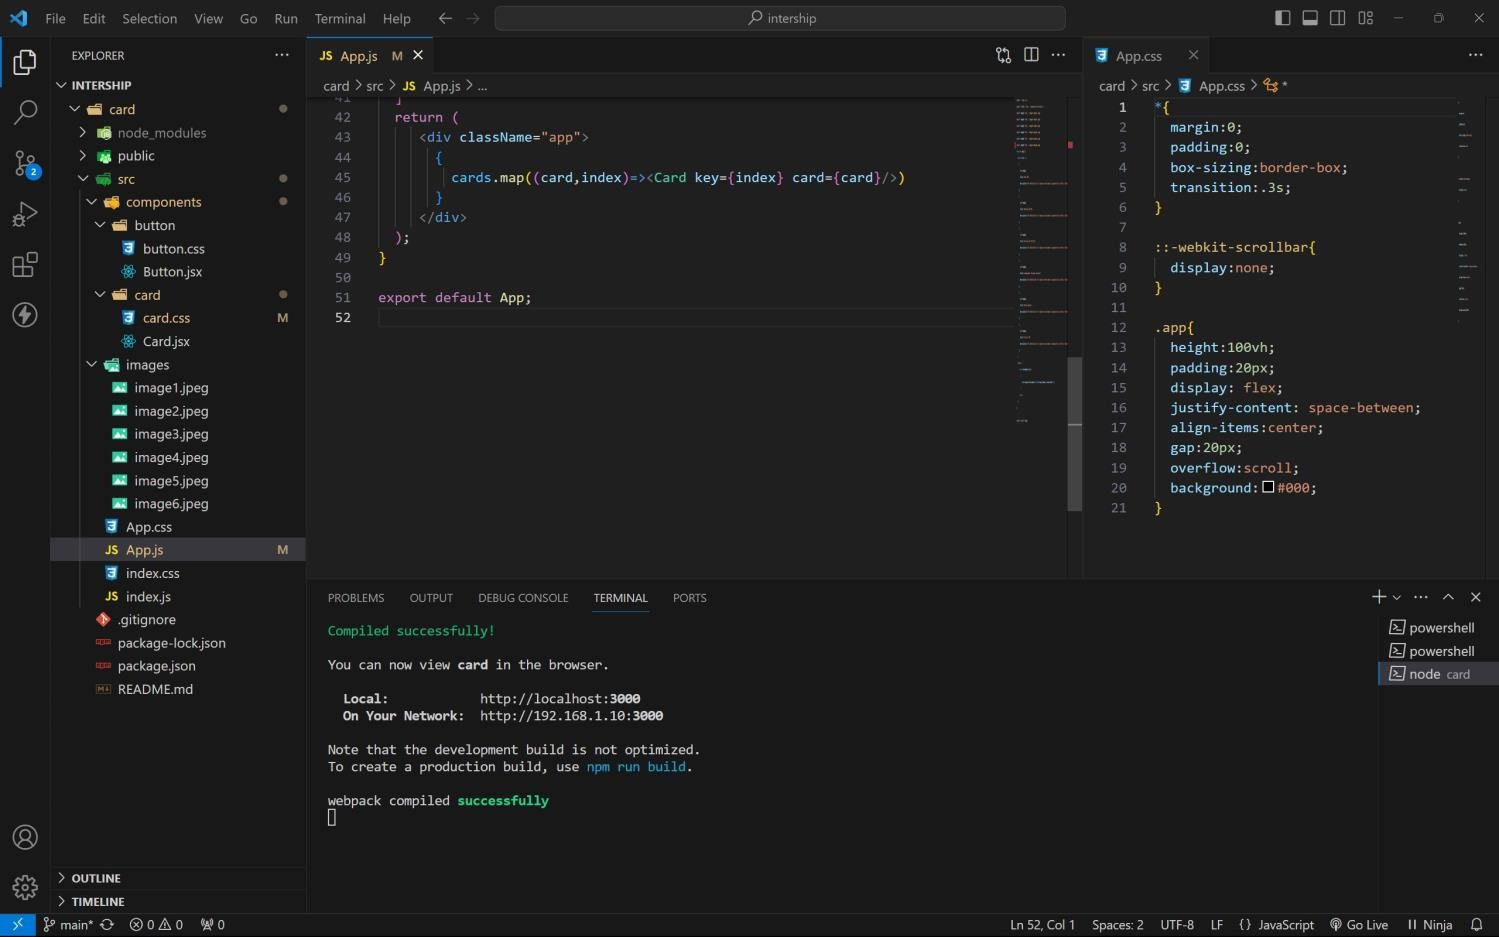 File Edit Selection View Go Run Terminal Help
intership
EXPLORER
INTERSHIP
card
node_modules
public
src
components
button
button.css
Button.jsx
card
card.css M
Card.jsx
images
image1.jpeg
image2.jpeg
image3.jpeg
image4.jpeg
image5.jpeg
image6.jpeg
App.css
JS App.js M
index.css
JS index.js
.gitignore
package-lock.json
package.json
README.md
OUTLINE
TIMELINE
2
JS App.js M
card > src > JS App.js > ...
41 ]
42 return (
43 <div className="app">
44 {
45 cards.map((card,index)=><Card key={index} card={card}/>)
46 }
47 </div>
48 );
49 }
50
51 export default App;
52
App.css
card > src > App.css > *
1 *{
2 margin:0;
3 padding:0;
4 box-sizing:border-box;
5 transition:.3s;
6 }
7
8 ::-webkit-scrollbar{
9 display:none;
10 }
11
12 .app{
13 height:100vh;
14 padding:20px;
15 display: flex;
16 justify-content: space-between;
17 align-items:center;
18 gap:20px;
19 overflow:scroll;
20 background:#000;
21 }
PROBLEMS OUTPUT DEBUG CONSOLE TERMINAL PORTS
Compiled successfully!
You can now view card in the browser.
Local: http://localhost:3000
On Your Network: http://192.168.1.10:3000
Note that the development build is not optimized.
To create a production build, use npm run build.
webpack compiled successfully
powershell
powershell
node card
main* 0 0 0
Ln 52, Col 1 Spaces: 2 UTF-8 LF {} JavaScript Go Live Ninja